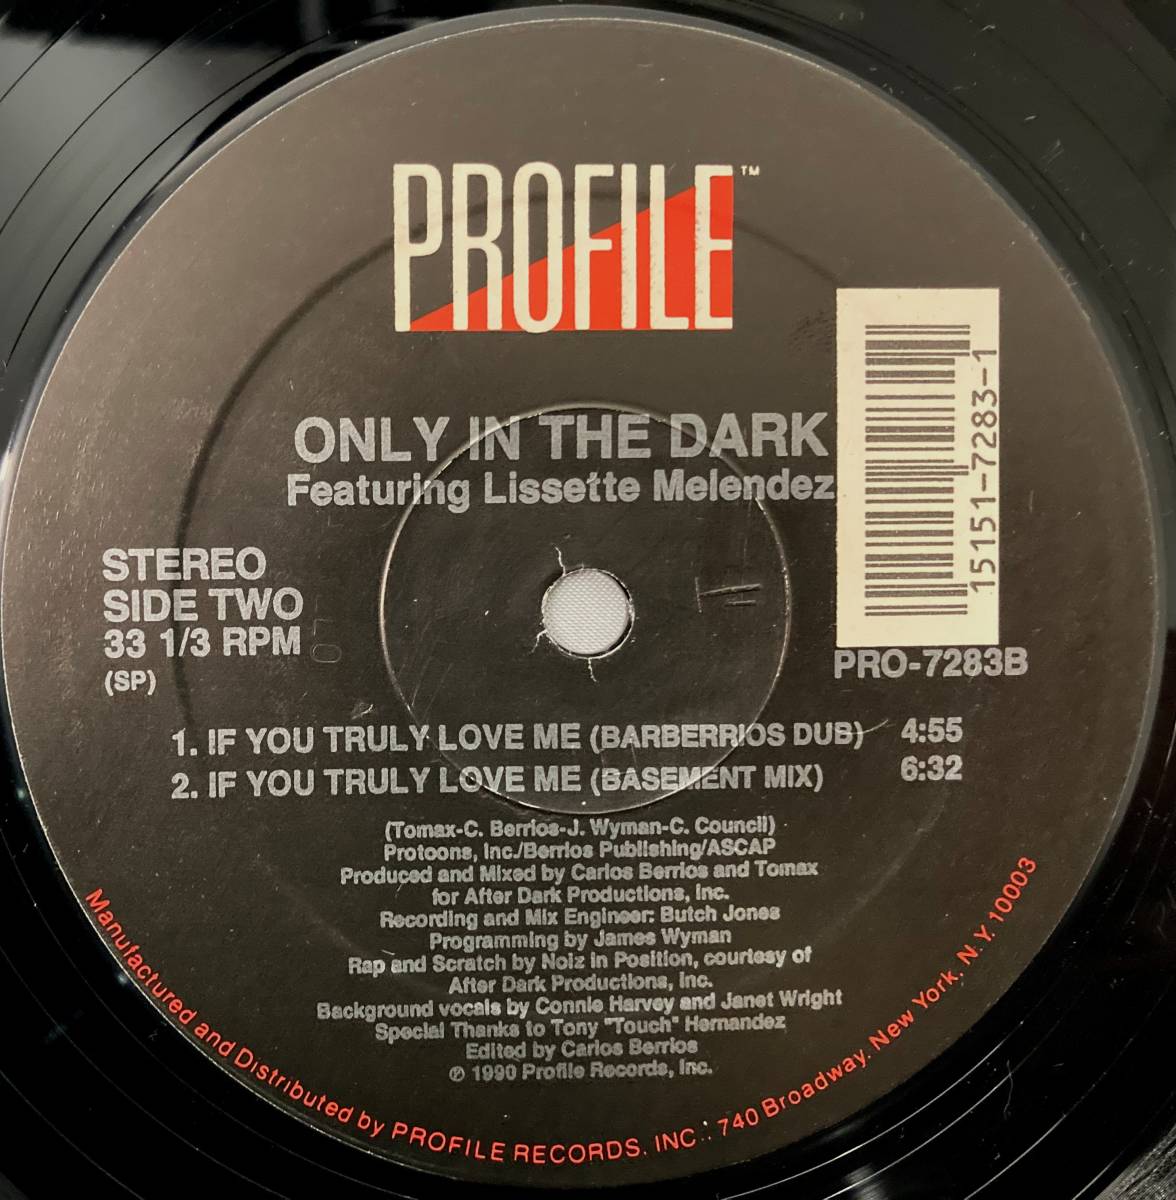 PROFILE™
ONLY IN THE DARK
Featuring Lissette Melendez
15151-7283-1
STEREO
SIDE TWO
33 1/3 RPM
(SP)
PRO-7283B
1. IF YOU TRULY LOVE ME (BARBERRIOS DUB) 4:55
2. IF YOU TRULY LOVE ME (BASEMENT MIX) 6:32
(Tomax-C. Berrios-J. Wyman-C. Council)
Protoons, Inc./Berrios Publishing/ASCAP
Produced and Mixed by Carlos Berrios and Tomax
for After Dark Productions, Inc.
Recording and Mix Engineer: Butch Jones
Programming by James Wyman
Rap and Scratch by Noiz in Position, courtesy of
After Dark Productions, Inc.
Background vocals by Connie Harvey and Janet Wright
Special Thanks to Tony "Touch" Hernandez
Edited by Carlos Berrios
℗ 1990 Profile Records, Inc.
Manufactured and Distributed by PROFILE RECORDS, INC.: 740 Broadway, New York, N.Y. 10003